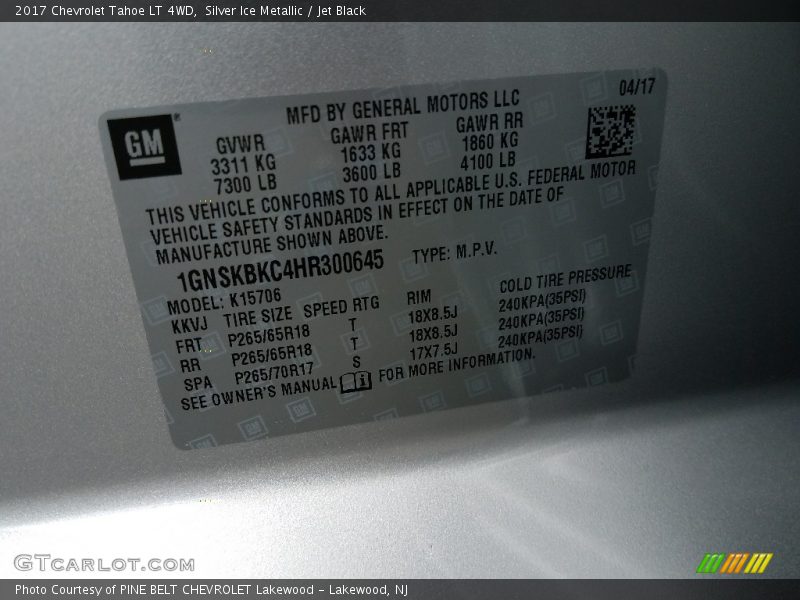 2017 Chevrolet Tahoe LT 4WD, Silver Ice Metallic / Jet Black
04/17
MFD BY GENERAL MOTORS LLC
GM
GVWR GAWR FRT GAWR RR
3311 KG 1633 KG 1860 KG
7300 LB 3600 LB 4100 LB
THIS VEHICLE CONFORMS TO ALL APPLICABLE U.S. FEDERAL MOTOR
VEHICLE SAFETY STANDARDS IN EFFECT ON THE DATE OF
MANUFACTURE SHOWN ABOVE.
1GNSKBKC4HR300645 TYPE: M.P.V.
MODEL: K15706
KKVJ TIRE SIZE SPEED RTG RIM COLD TIRE PRESSURE
FRT P265/65R18 T 18X8.5J 240KPA(35PSI)
RR P265/65R18 T 18X8.5J 240KPA(35PSI)
SPA P265/70R17 S 17X7.5J 240KPA(35PSI)
SEE OWNER'S MANUAL FOR MORE INFORMATION.
GTCARLOT.COM
Photo Courtesy of PINE BELT CHEVROLET Lakewood - Lakewood, NJ